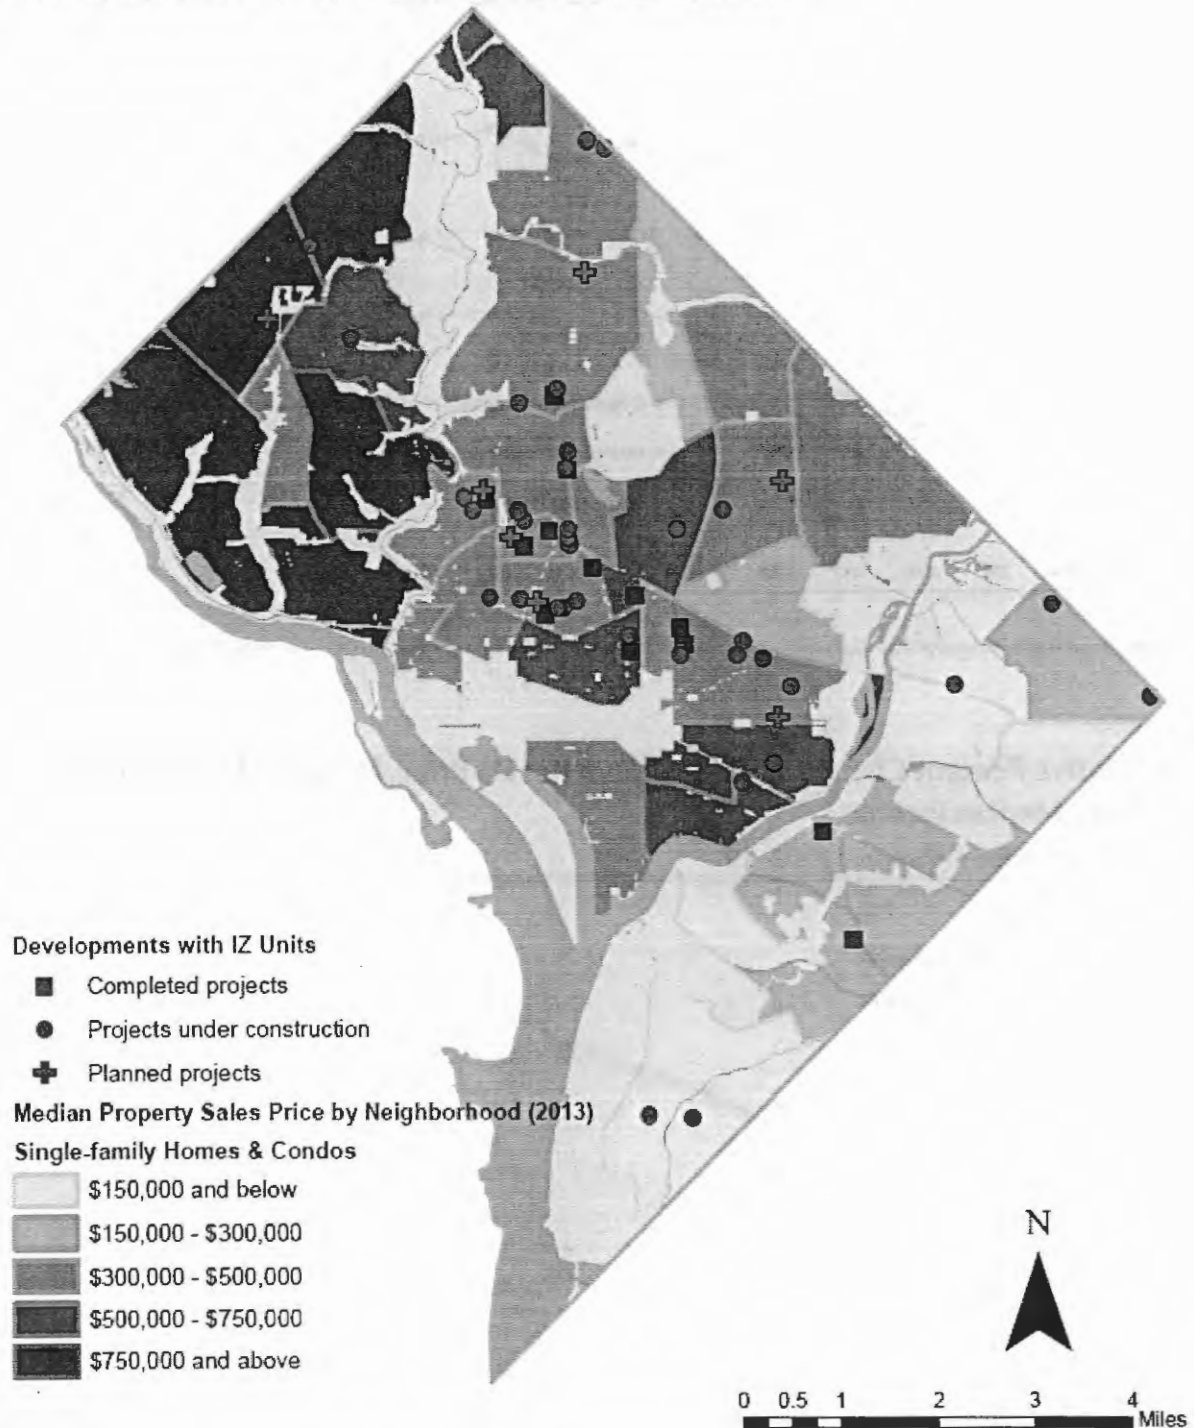 Developments with IZ Units
Completed projects
Projects under construction
Planned projects
Median Property Sales Price by Neighborhood (2013)
Single-family Homes & Condos
$150,000 and below
$150,000 - $300,000
$300,000 - $500,000
$500,000 - $750,000
$750,000 and above
N
0 0.5 1 2 3 4
Miles